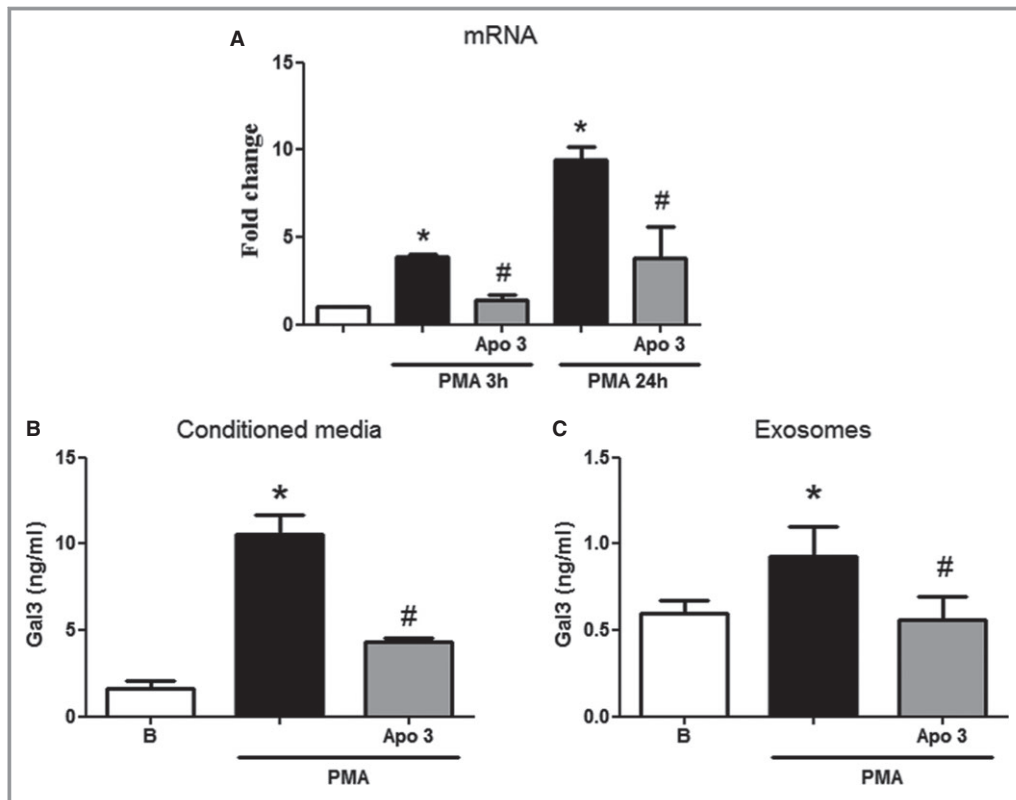 A
mRNA
Fold change
15
10
5
0
*
#
*
#
Apo 3 Apo 3
PMA 3h PMA 24h
B
Conditioned media
Gal3 (ng/ml)
15
10
5
0
*
#
B Apo 3
PMA
C
Exosomes
Gal3 (ng/ml)
1.5
1.0
0.5
0.0
*
#
B Apo 3
PMA